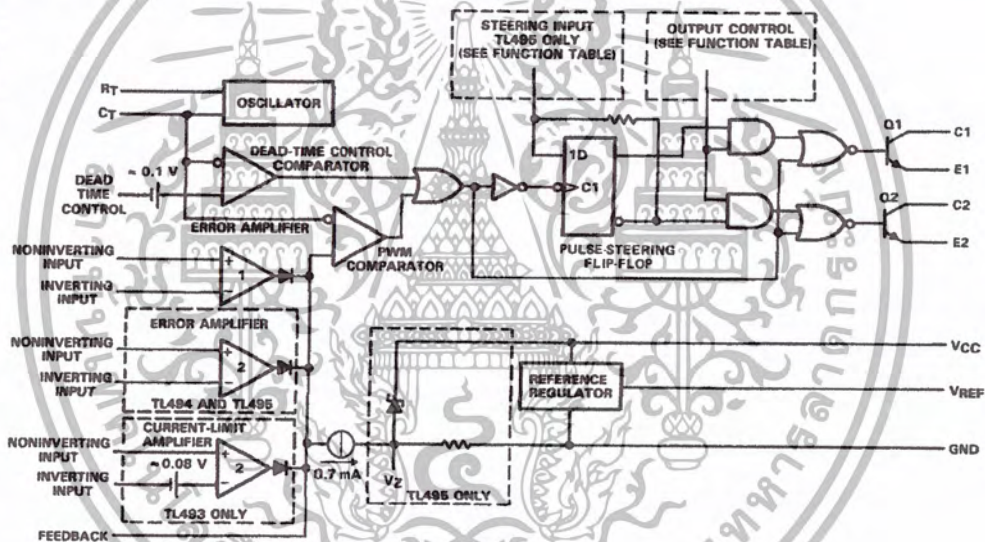 STEERING INPUT
TL495 ONLY
(SEE FUNCTION TABLE)
OUTPUT CONTROL
(SEE FUNCTION TABLE)
RT
CT
OSCILLATOR
DEAD-TIME CONTROL
COMPARATOR
~ 0.1 V
DEAD
TIME
CONTROL
1D
C1
Q1
C1
E1
Q2
C2
E2
ERROR AMPLIFIER
PWM
COMPARATOR
PULSE-STEERING
FLIP-FLOP
NONINVERTING
INPUT
+
1
INVERTING
INPUT
−
ERROR AMPLIFIER
NONINVERTING
INPUT
+
2
INVERTING
INPUT
−
TL494 AND TL495
CURRENT-LIMIT
AMPLIFIER
NONINVERTING
INPUT
+
~0.08 V
2
INVERTING
INPUT
−
TL493 ONLY
FEEDBACK
0.7 mA
VZ
TL495 ONLY
REFERENCE
REGULATOR
VCC
VREF
GND